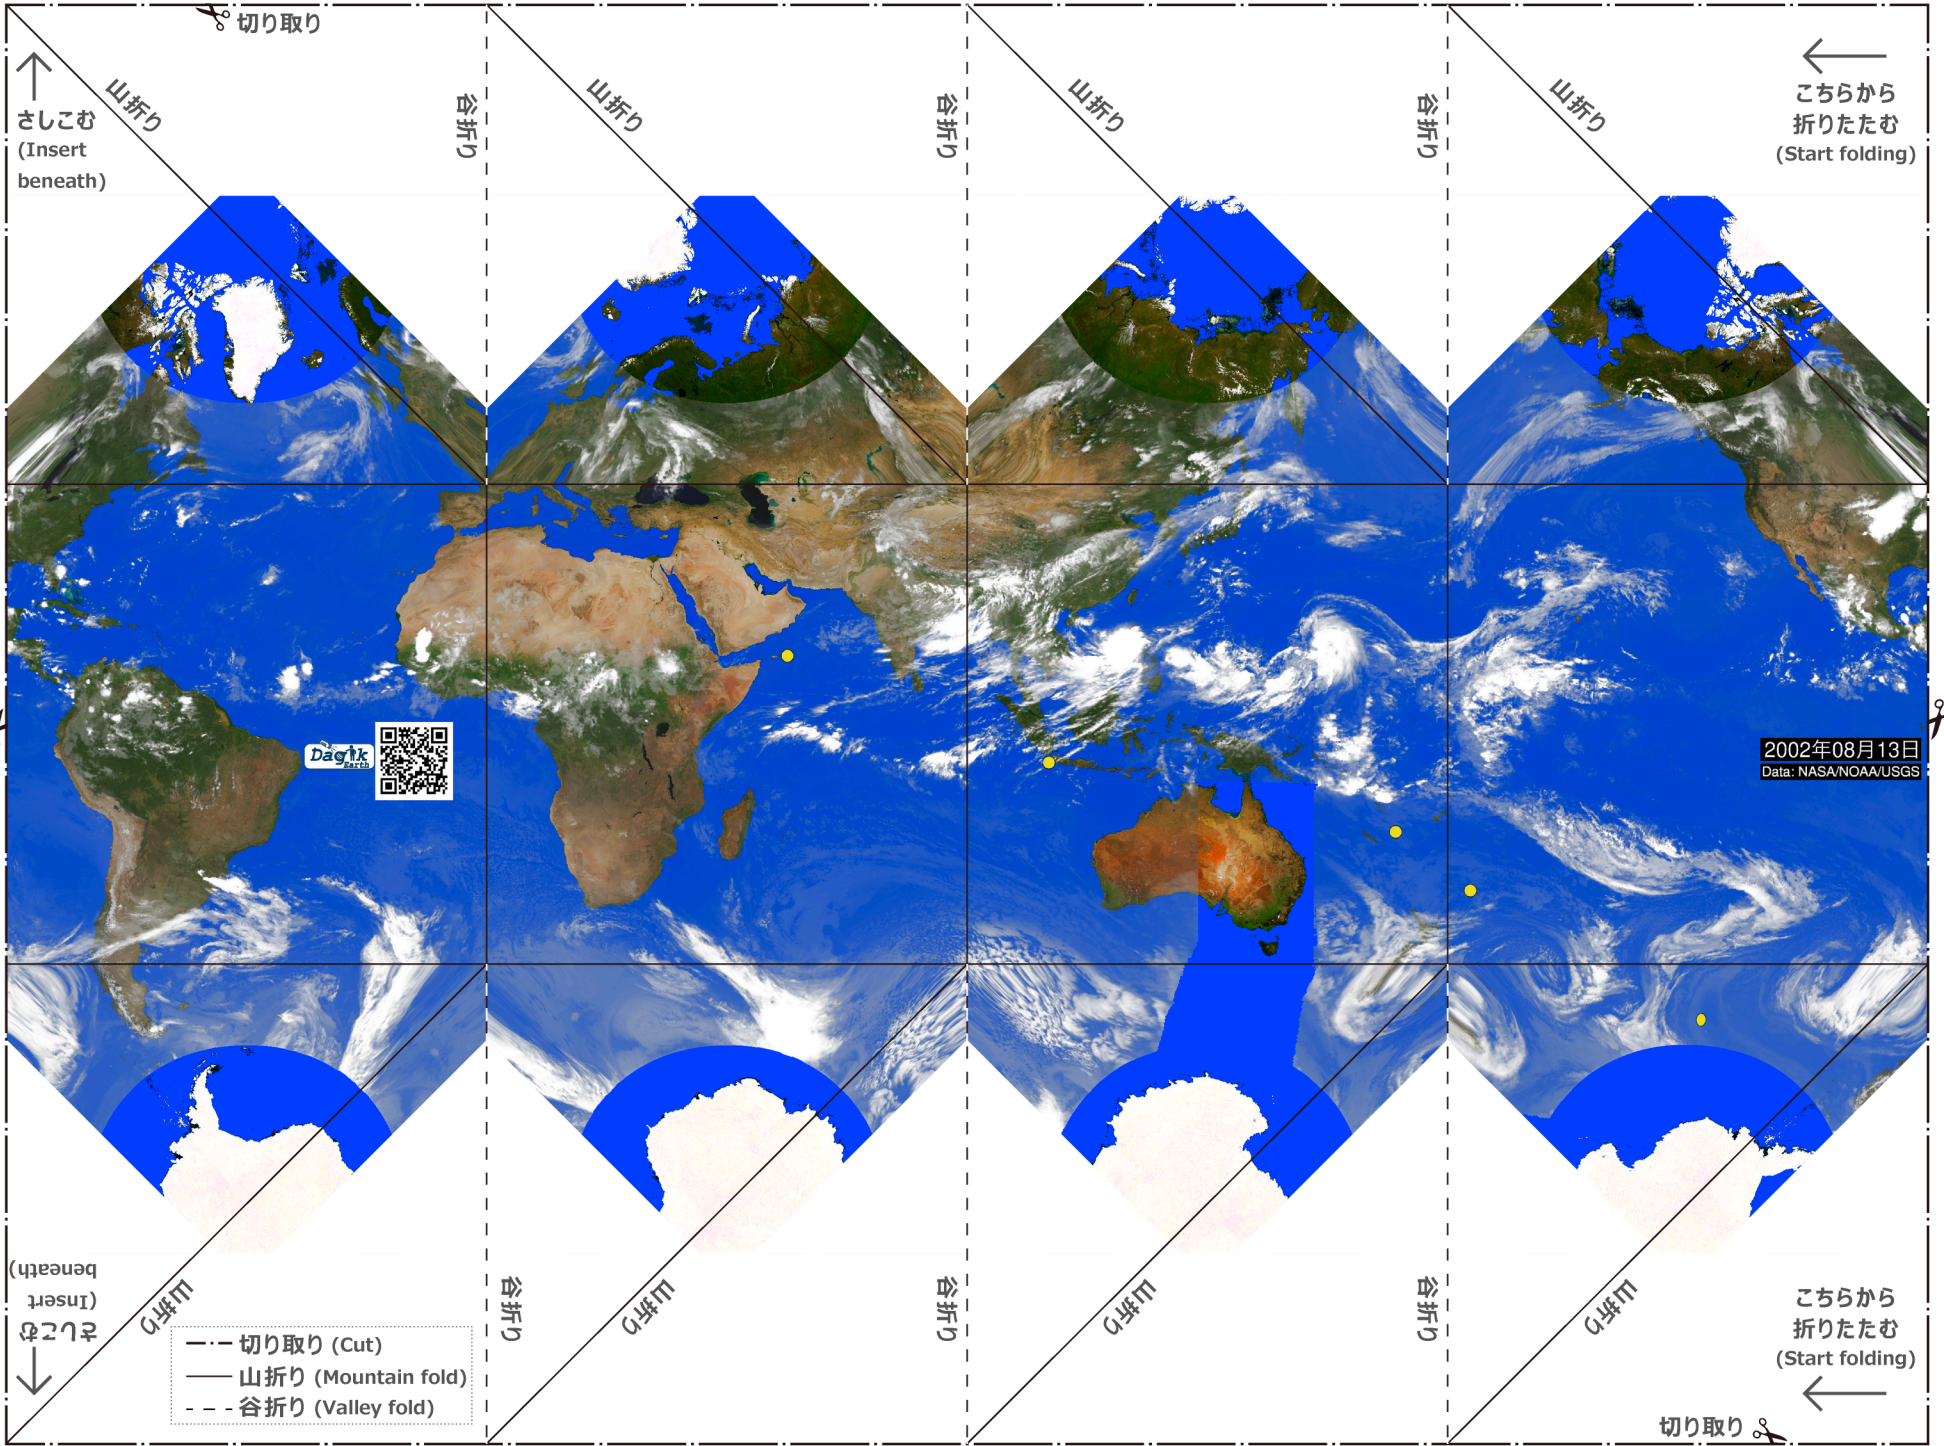 切り取り
山折り
谷折り
山折り
谷折り
山折り
谷折り
山折り
さしこむ
(Insert
beneath)
こちらから
折りたたむ
(Start folding)
Dagik
Earth
2002年08月13日
Data: NASA/NOAA/USGS
さしこむ
(Insert
beneath)
山折り
谷折り
山折り
谷折り
山折り
谷折り
山折り
こちらから
折りたたむ
(Start folding)
切り取り (Cut)
山折り (Mountain fold)
谷折り (Valley fold)
切り取り